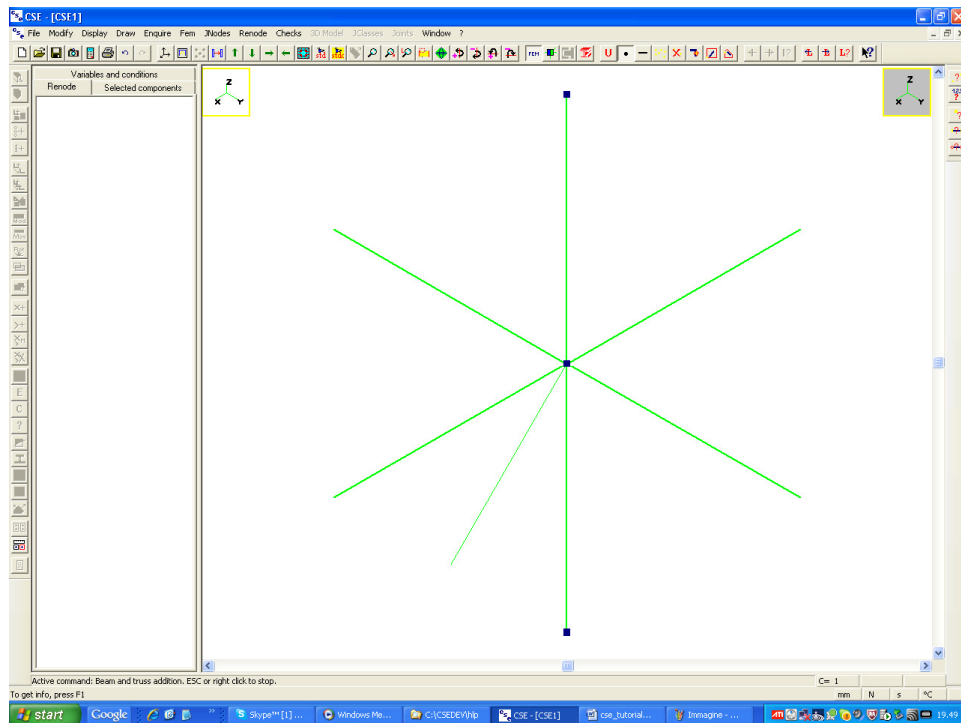 CSE - [CSE1]
File Modify Display Draw Enquire Fem JNodes Renode Checks 3D Model JClasses Joints Window ?
FEM U L?
Variables and conditions
Renode Selected components
Z
X Y
Z
X Y
E
C
?
Active command: Beam and truss addition. ESC or right click to stop.
C= 1
To get info, press F1
mm N s °C
start Google Skype™ [1] ... Windows Me... C:\CSEDEV\hlp CSE - [CSE1] cse_tutorial... Immagine - ... 19.49